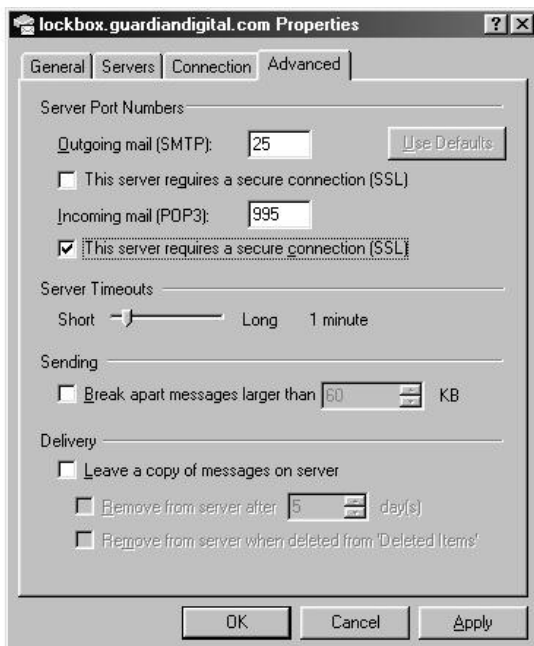 lockbox.guardiandigital.com Properties
General Servers Connection Advanced
Server Port Numbers
Outgoing mail (SMTP): 25 Use Defaults
This server requires a secure connection (SSL)
Incoming mail (POP3): 995
This server requires a secure connection (SSL)
Server Timeouts
Short Long 1 minute
Sending
Break apart messages larger than 60 KB
Delivery
Leave a copy of messages on server
Remove from server after 5 day(s)
Remove from server when deleted from 'Deleted Items'
OK Cancel Apply